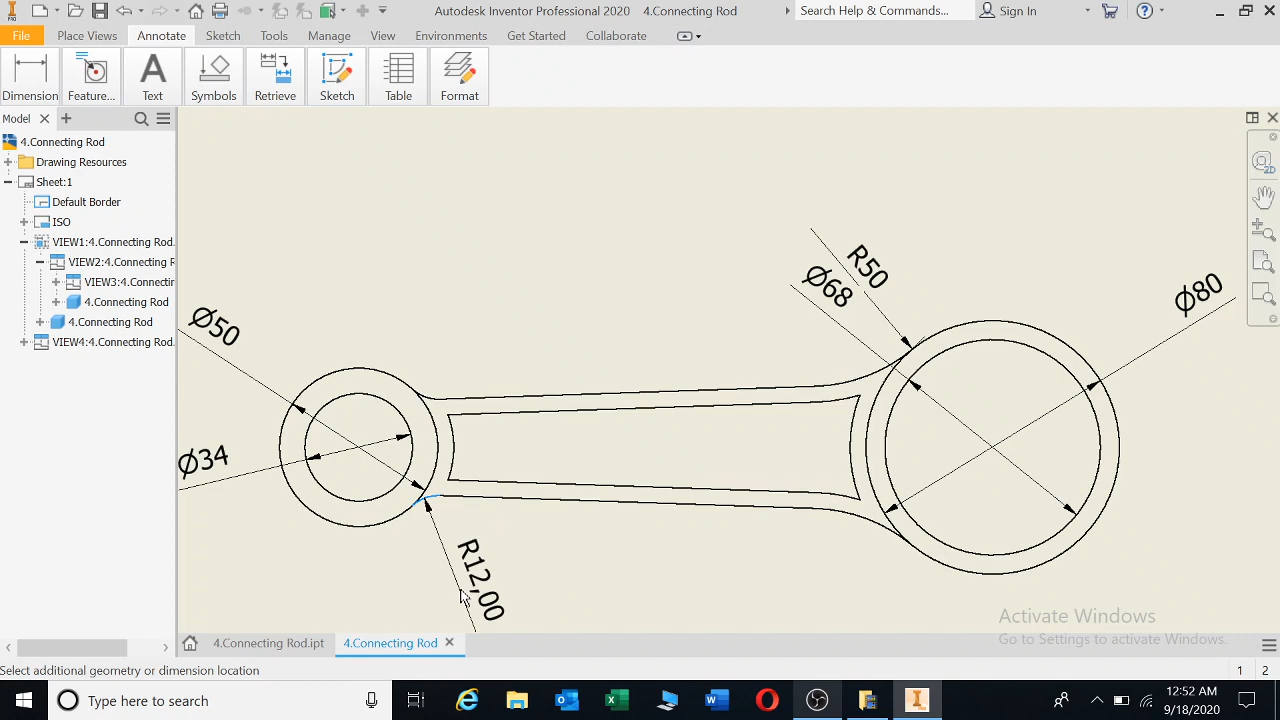 PRO
Autodesk Inventor Professional 2020 4.Connecting Rod
Search Help & Commands...
Sign In
File
Place Views
Annotate
Sketch
Tools
Manage
View
Environments
Get Started
Collaborate
Dimension
Feature...
Text
Symbols
Retrieve
Sketch
Table
Format
Model
4.Connecting Rod
Drawing Resources
Sheet:1
Default Border
ISO
VIEW1:4.Connecting Rod.
VIEW2:4.Connecting R
VIEW3:4.Connectin
4.Connecting Rod
4.Connecting Rod
VIEW4:4.Connecting Rod.
2D
R50
Ø68
Ø80
Ø50
Ø34
R12,00
Activate Windows
Go to Settings to activate Windows.
4.Connecting Rod.ipt
4.Connecting Rod
Select additional geometry or dimension location
1
2
Type here to search
12:52 AM
9/18/2020